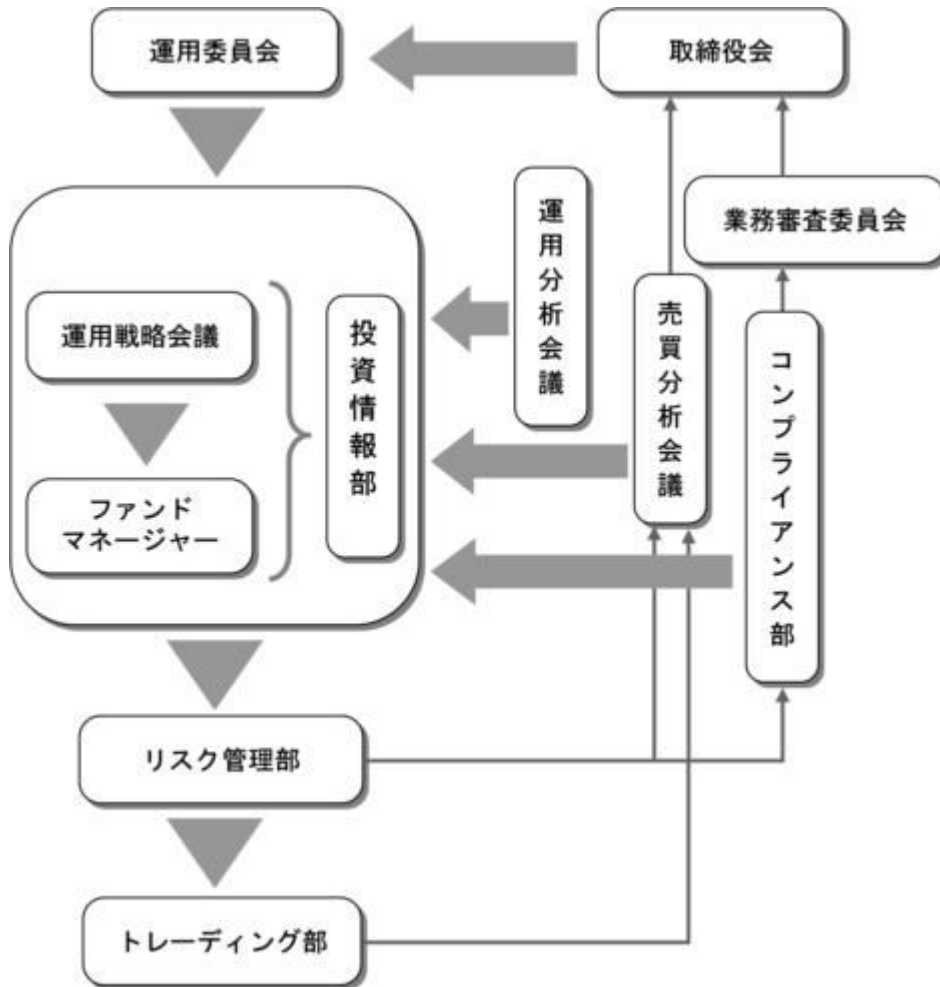 運用委員会
取締役会
運用分析会議
業務審査委員会
売買分析会議
コンプライアンス部
運用戦略会議
投資情報部
ファンド
マネージャー
リスク管理部
トレーディング部